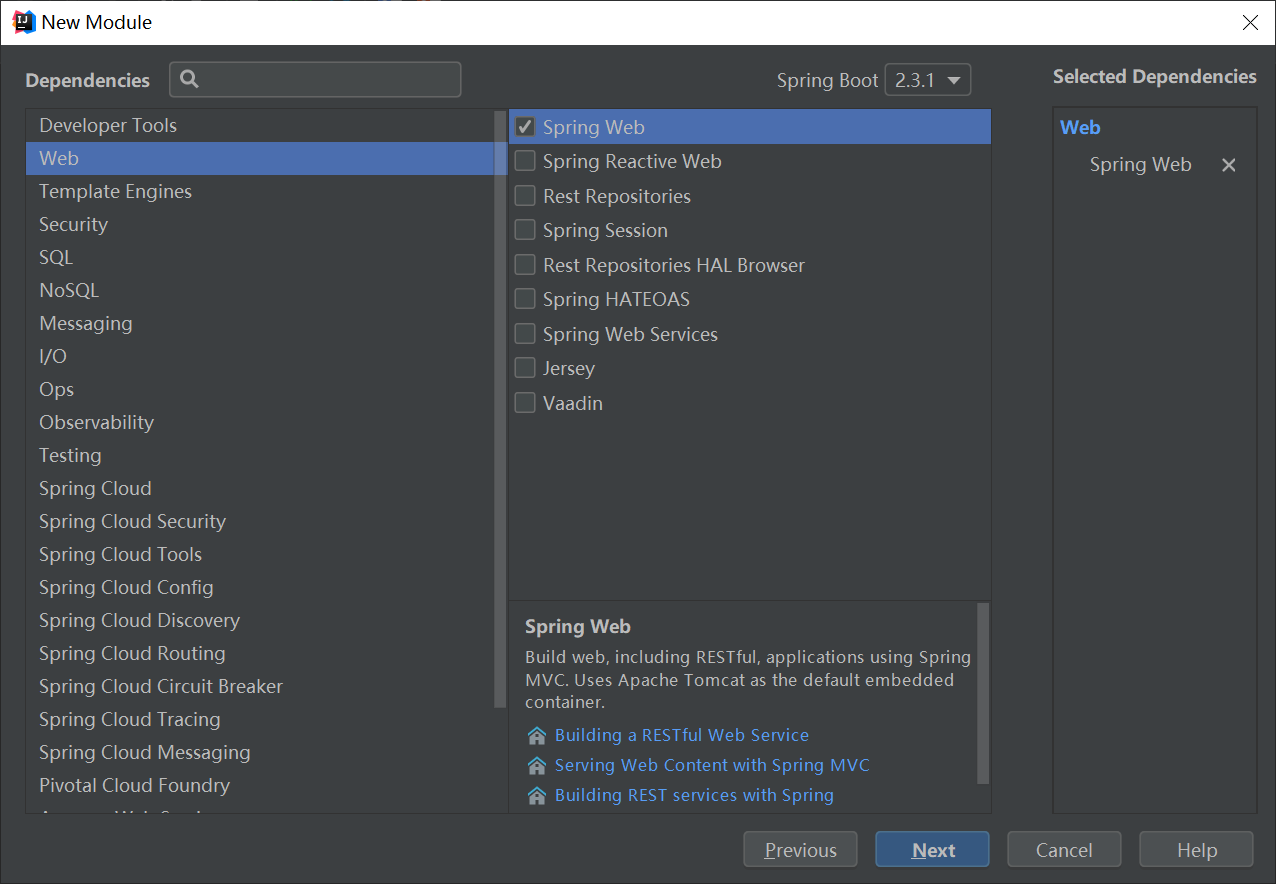 New Module
Dependencies
Spring Boot 2.3.1
Selected Dependencies
Developer Tools
Web
Template Engines
Security
SQL
NoSQL
Messaging
I/O
Ops
Observability
Testing
Spring Cloud
Spring Cloud Security
Spring Cloud Tools
Spring Cloud Config
Spring Cloud Discovery
Spring Cloud Routing
Spring Cloud Circuit Breaker
Spring Cloud Tracing
Spring Cloud Messaging
Pivotal Cloud Foundry
Spring Web
Spring Reactive Web
Rest Repositories
Spring Session
Rest Repositories HAL Browser
Spring HATEOAS
Spring Web Services
Jersey
Vaadin
Spring Web
Build web, including RESTful, applications using Spring
MVC. Uses Apache Tomcat as the default embedded
container.
Building a RESTful Web Service
Serving Web Content with Spring MVC
Building REST services with Spring
Web
Spring Web
Previous
Next
Cancel
Help